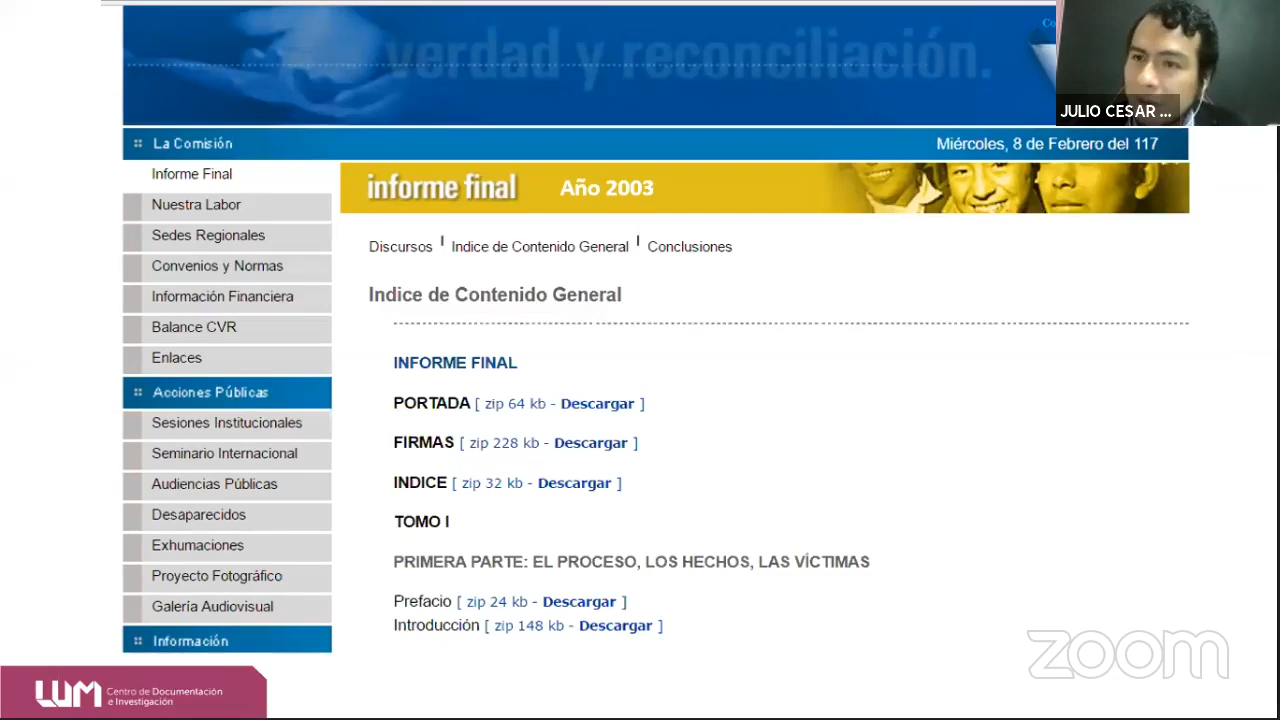 verdad y reconciliación.
Co
JULIO CESAR ...
La Comisión
Miércoles, 8 de Febrero del 117
Informe Final
Nuestra Labor
Sedes Regionales
Convenios y Normas
Información Financiera
Balance CVR
Enlaces
Acciones Públicas
Sesiones Institucionales
Seminario Internacional
Audiencias Públicas
Desaparecidos
Exhumaciones
Proyecto Fotográfico
Galería Audiovisual
Información
informe final Año 2003
Discursos | Indice de Contenido General | Conclusiones
Indice de Contenido General
INFORME FINAL
PORTADA [ zip 64 kb - Descargar ]
FIRMAS [ zip 228 kb - Descargar ]
INDICE [ zip 32 kb - Descargar ]
TOMO I
PRIMERA PARTE: EL PROCESO, LOS HECHOS, LAS VÍCTIMAS
Prefacio [ zip 24 kb - Descargar ]
Introducción [ zip 148 kb - Descargar ]
zoom
LUM Centro de Documentación
e Investigación